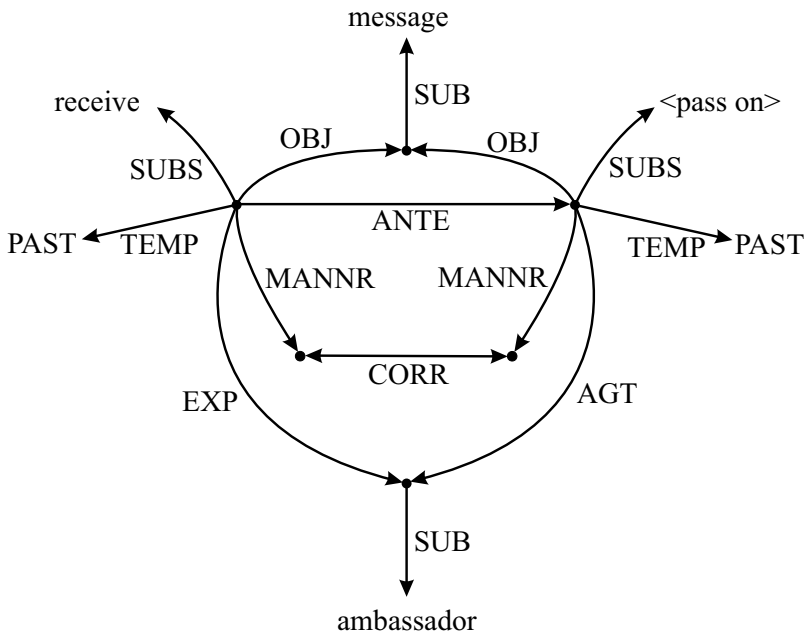 message
SUB
receive
<pass on>
OBJ
OBJ
SUBS
SUBS
ANTE
PAST
TEMP
TEMP
PAST
MANNR
MANNR
CORR
EXP
AGT
SUB
ambassador